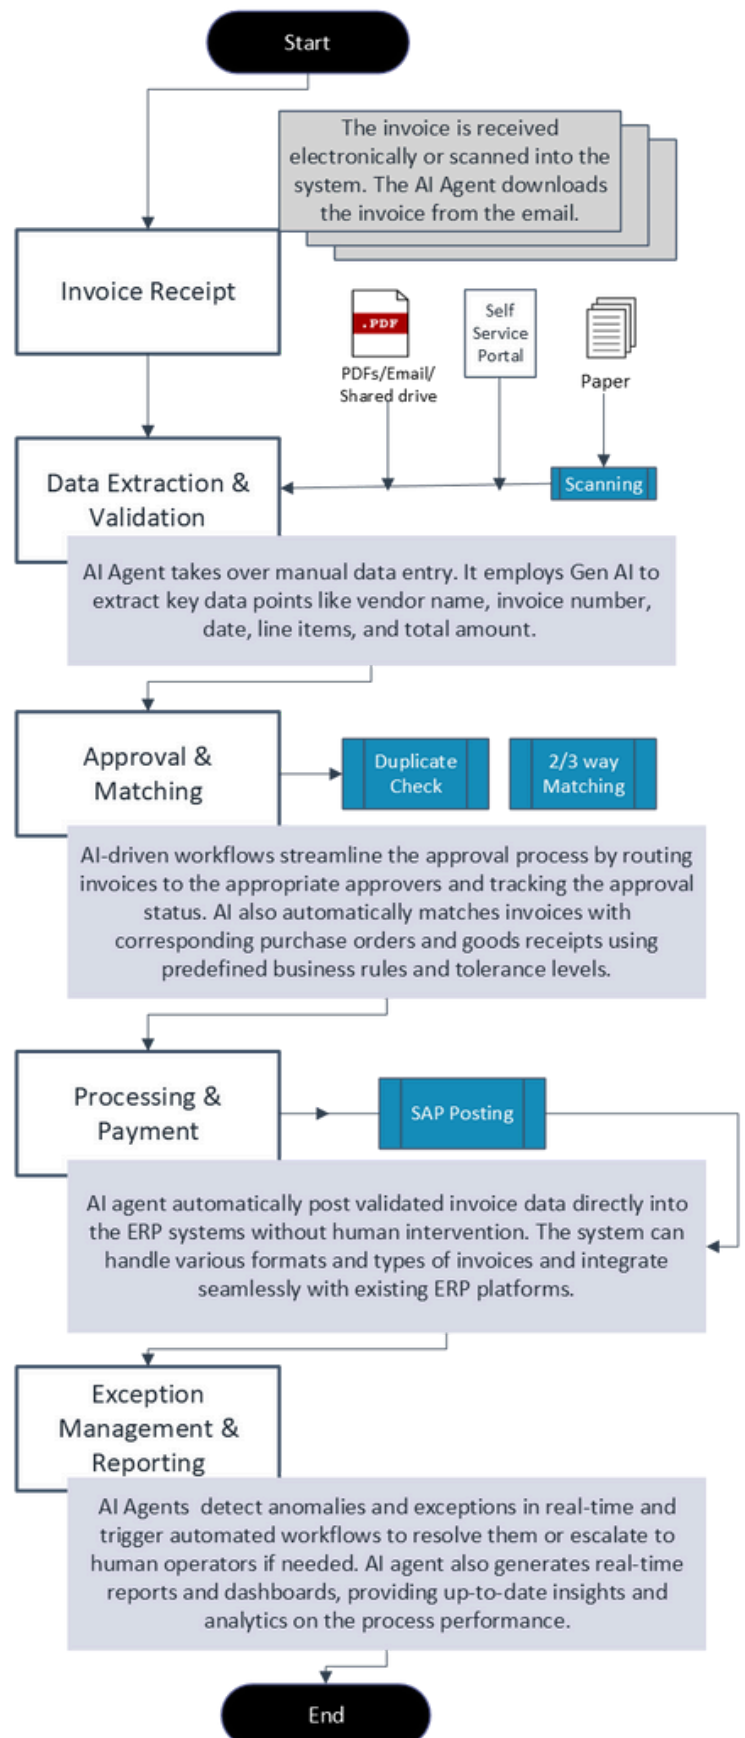 Start
The invoice is received
electronically or scanned into the
system. The AI Agent downloads
the invoice from the email.
Invoice Receipt
.PDF
PDFs/Email/
Shared drive
Self
Service
Portal
Paper
Data Extraction &
Validation
Scanning
AI Agent takes over manual data entry. It employs Gen AI to
extract key data points like vendor name, invoice number,
date, line items, and total amount.
Approval &
Matching
Duplicate
Check
2/3 way
Matching
AI-driven workflows streamline the approval process by routing
invoices to the appropriate approvers and tracking the approval
status. AI also automatically matches invoices with
corresponding purchase orders and goods receipts using
predefined business rules and tolerance levels.
Processing &
Payment
SAP Posting
AI agent automatically post validated invoice data directly into
the ERP systems without human intervention. The system can
handle various formats and types of invoices and integrate
seamlessly with existing ERP platforms.
Exception
Management &
Reporting
AI Agents  detect anomalies and exceptions in real-time and
trigger automated workflows to resolve them or escalate to
human operators if needed. AI agent also generates real-time
reports and dashboards, providing up-to-date insights and
analytics on the process performance.
End